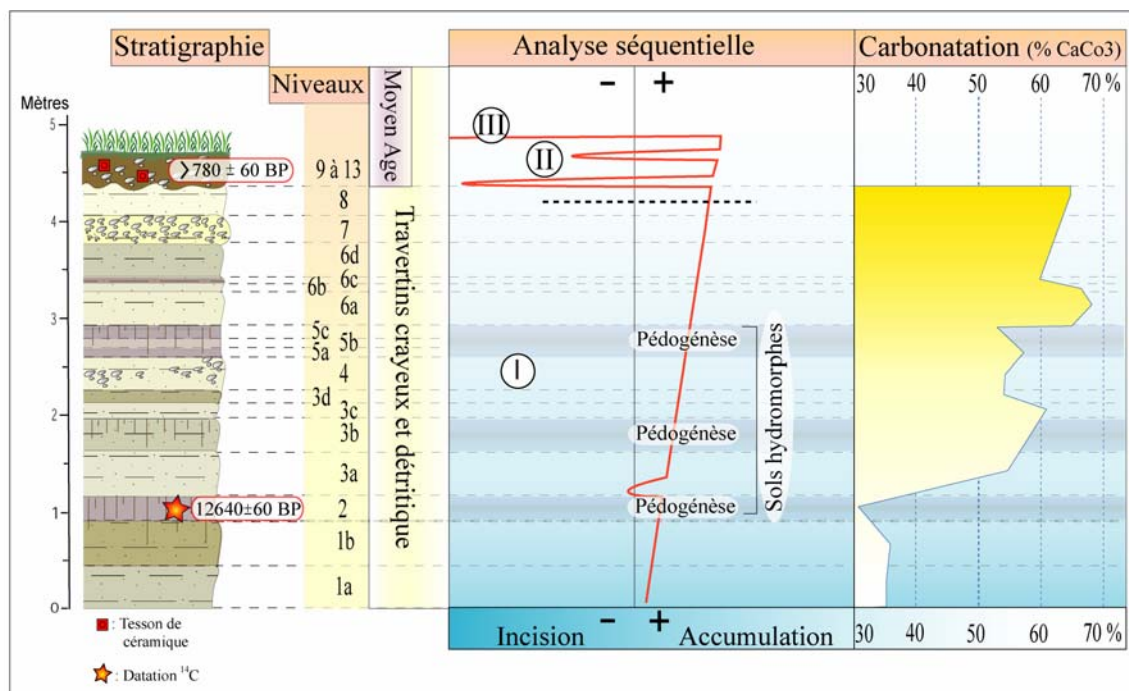 Stratigraphie
Analyse séquentielle
Carbonatation (% CaCo3)
Niveaux
Moyen Age
- +
30 40 50 60 70 %
Mètres
5
4
3
2
1
0
>780 ± 60 BP
12640±60 BP
9 à 13
8
7
6d
6c
6b
6a
5c
5b
5a
4
3d
3c
3b
3a
2
1b
1a
Travertins crayeux et détritique
III
II
I
Pédogénèse
Pédogénèse
Pédogénèse
Sols hydromorphes
Incision - + Accumulation
30 40 50 60 70 %
: Tesson de
céramique
: Datation ¹⁴C